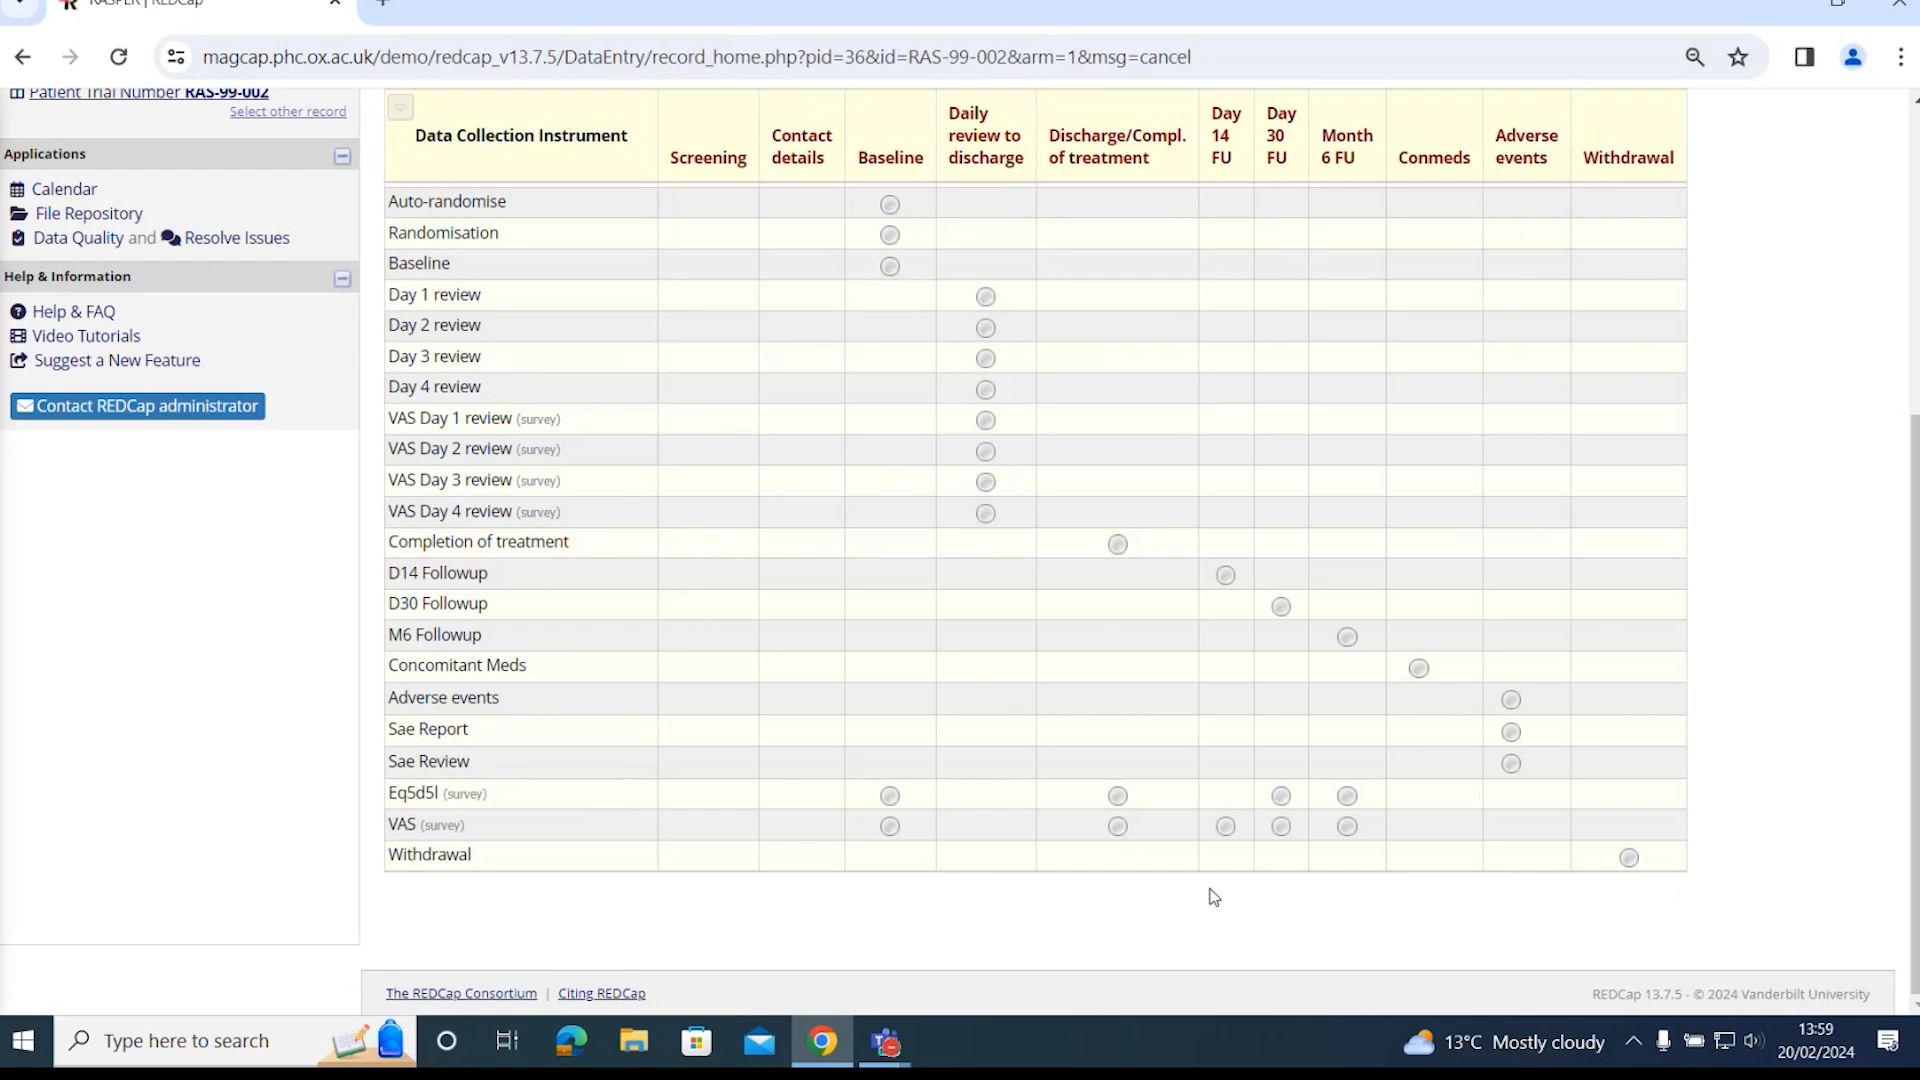 RASPER | REDCap
magcap.phc.ox.ac.uk/demo/redcap_v13.7.5/DataEntry/record_home.php?pid=36&id=RAS-99-002&arm=1&msg=cancel
Patient Trial Number RAS-99-002
Select other record
Applications
Calendar
File Repository
Data Quality and Resolve Issues
Help & Information
Help & FAQ
Video Tutorials
Suggest a New Feature
Contact REDCap administrator
Data Collection Instrument
Screening
Contact
details
Baseline
Daily
review to
discharge
Discharge/Compl.
of treatment
Day
14
FU
Day
30
FU
Month
6 FU
Conmeds
Adverse
events
Withdrawal
Auto-randomise
Randomisation
Baseline
Day 1 review
Day 2 review
Day 3 review
Day 4 review
VAS Day 1 review (survey)
VAS Day 2 review (survey)
VAS Day 3 review (survey)
VAS Day 4 review (survey)
Completion of treatment
D14 Followup
D30 Followup
M6 Followup
Concomitant Meds
Adverse events
Sae Report
Sae Review
Eq5d5l (survey)
VAS (survey)
Withdrawal
The REDCap Consortium | Citing REDCap
REDCap 13.7.5 - © 2024 Vanderbilt University
Type here to search
13°C Mostly cloudy
13:59
20/02/2024